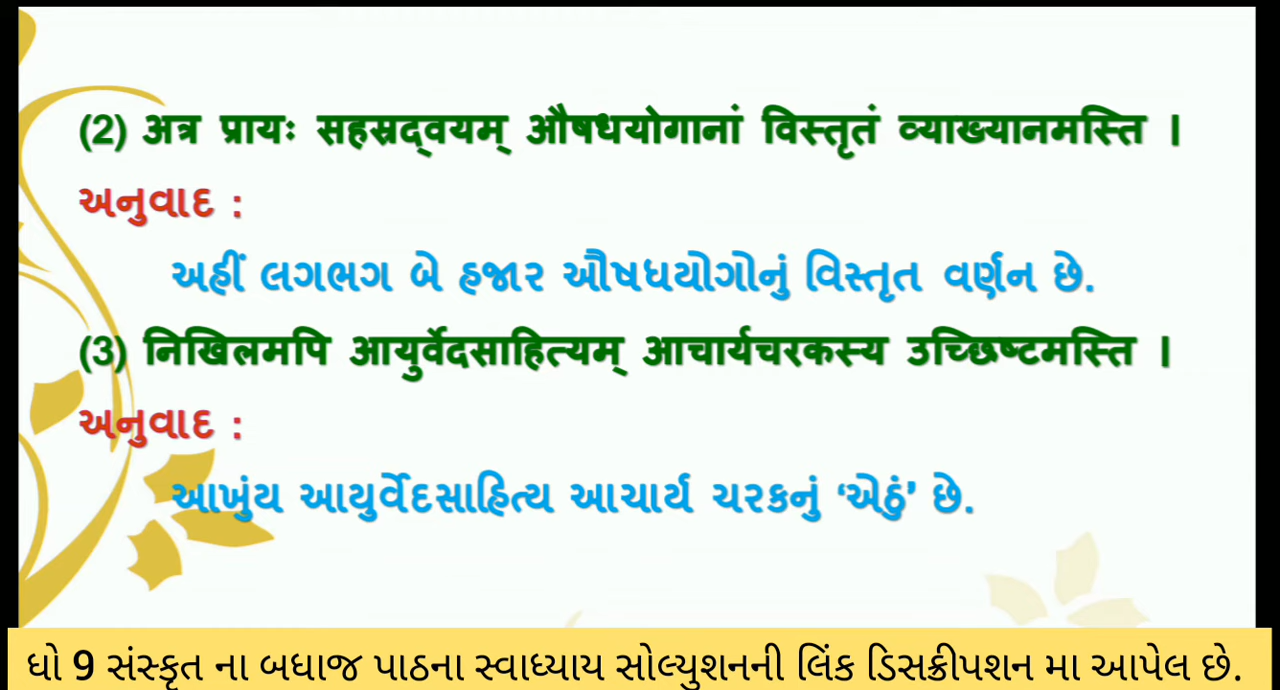 (2) अत्र प्रायः सहस्रद्वयम् औषधयोगानां विस्तृतं व्याख्यानमस्ति ।
અનુવાદ :
અહીં લગભગ બે હજાર ઔષધયોગોનું વિસ્તૃત વર્ણન છે.
(3) निखिलमपि आयुर्वेदसाहित्यम् आचार्यचरकस्य उच्छिष्टमस्ति ।
અનુવાદ :
આખુંય આયુર્વેદસાહિત્ય આચાર્ય ચરકનું ‘એઠું’ છે.
ધો 9 સંસ્કૃત ના બધાજ પાઠના સ્વાધ્યાય સોલ્યુશનની લિંક ડિસક્રીપશન મા આપેલ છે.